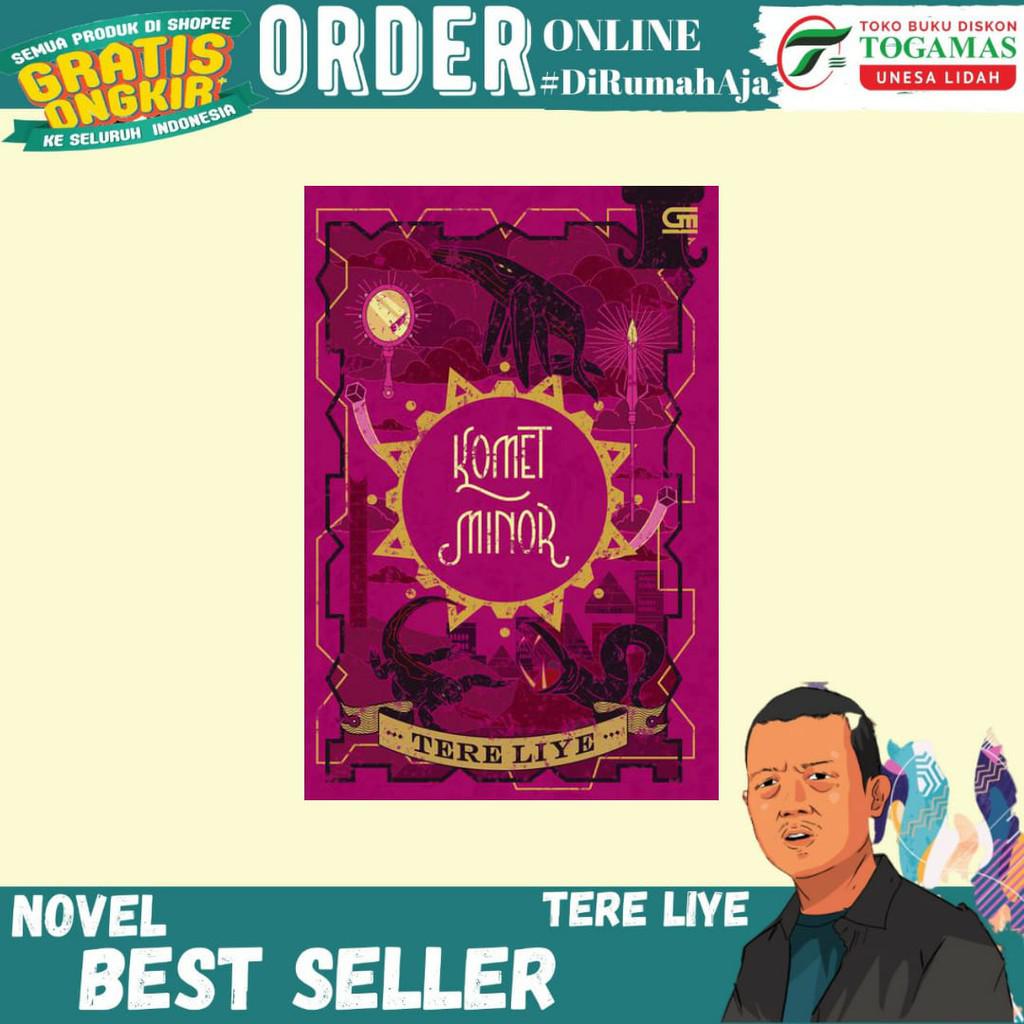 SEMUA PRODUK DI SHOPEE
GRATIS
ONGKIR
KE SELURUH INDONESIA
ORDER
ONLINE
#DiRumahAja
TOKO BUKU DISKON
TOGAMAS
UNESA LIDAH
GM
KOMET
MINOR
TERE LIYE
NOVEL
BEST SELLER
TERE LIYE